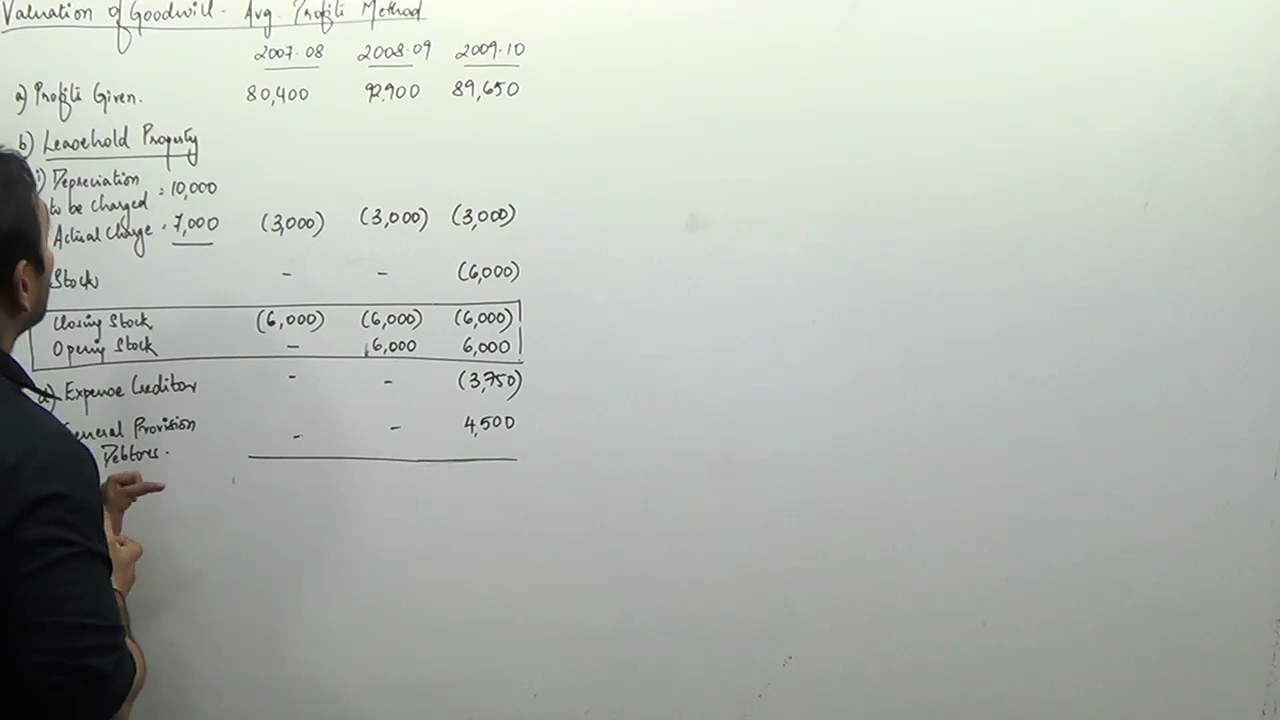 Valuation of Goodwill - Avg. Profits Method
2007-08 2008-09 2009-10
a) Profits Given. 80,400 92,900 89,650
b) Leasehold Property
i) Depreciation
to be charged = 10,000
Actual Charge = 7,000 (3,000) (3,000) (3,000)
Stock - - (6,000)
Closing Stock (6,000) (6,000) (6,000)
Opening Stock - 6,000 6,000
d) Expense Creditor - - (3,750)
General Provision - - 4,500
Debtors.